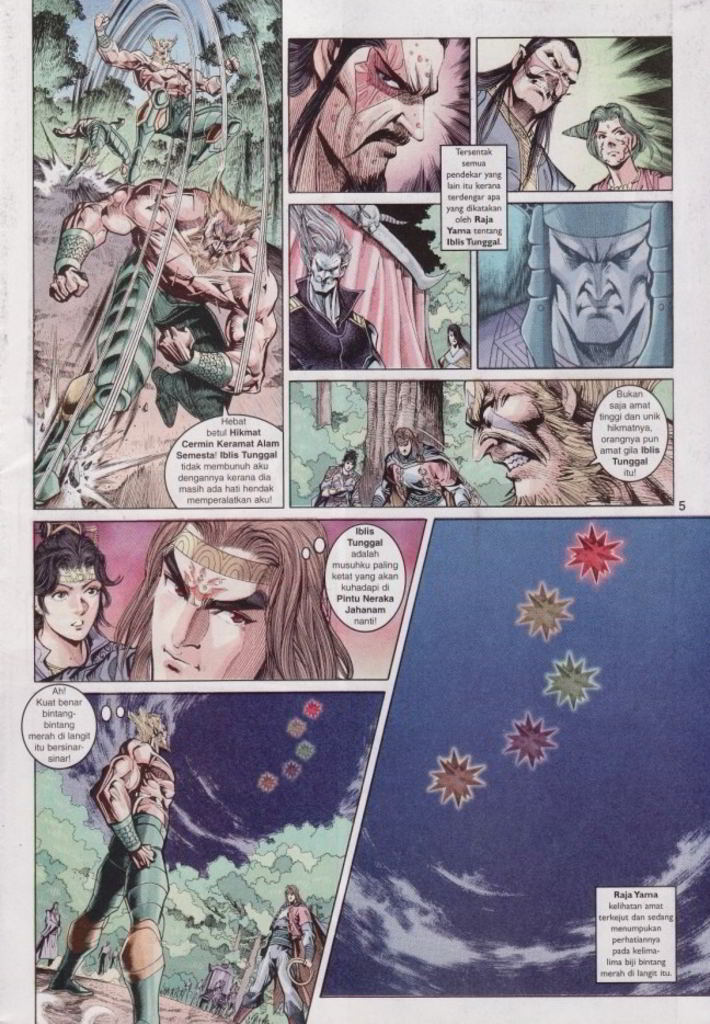 Hebat
betul Hikmat
Cermin Keramat Alam
Semesta! Iblis Tunggal
tidak membunuh aku
dengannya kerana dia
masih ada hati hendak
memperalatkan aku!
Tersentak
semua
pendekar yang
lain itu kerana
terdengar apa
yang dikatakan
oleh Raja
Yama tentang
Iblis Tunggal.
Bukan
saja amat
tinggi dan unik
hikmatnya,
orangnya pun
amat gila Iblis
Tunggal
itu!
5
Iblis
Tunggal
adalah
musuhku paling
ketat yang akan
kuhadapi di
Pintu Neraka
Jahanam
nanti!
Ah!
Kuat benar
bintang-
bintang
merah di langit
itu bersinar-
sinar!
Raja Yama
kelihatan amat
terkejut dan sedang
menumpukan
perhatiannya
pada kelima-
lima biji bintang
merah di langit itu.